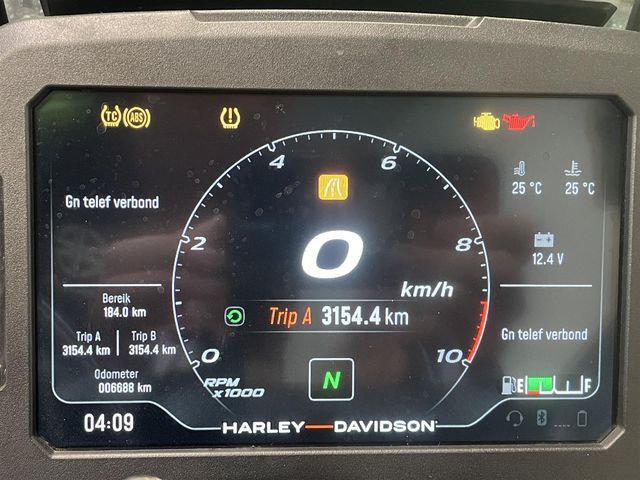 TC ABS
4 6
25 °C 25 °C
Gn telef verbond
2 0 8
12.4 V
km/h
Bereik
184.0 km
Trip A 3154.4 km
Trip A Trip B
3154.4 km 3154.4 km
Gn telef verbond
0 10
Odometer
006688 km
RPM
x1000
N
E F
04:09
HARLEY—DAVIDSON